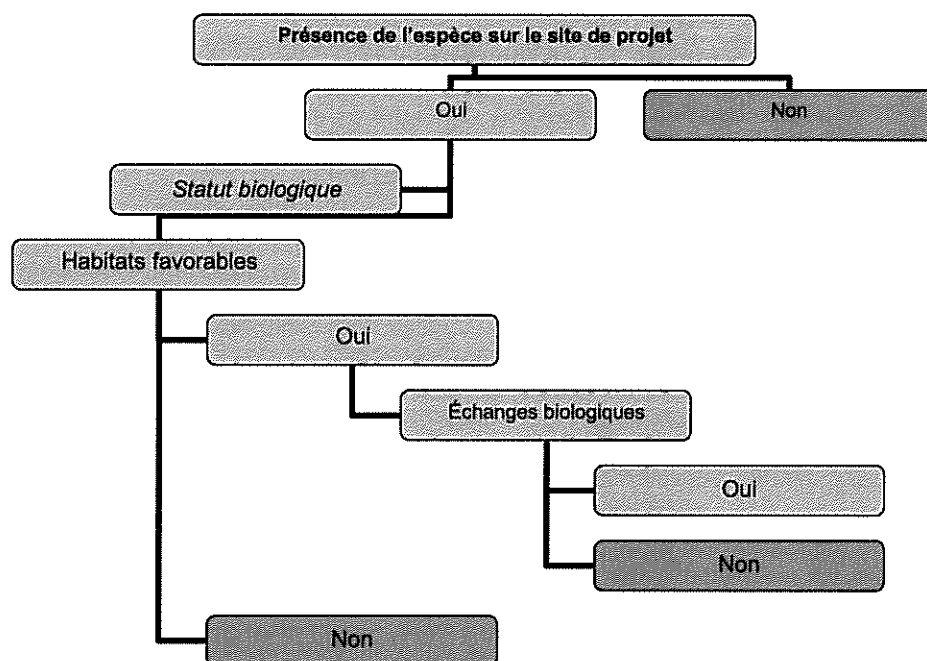 Présence de l'espèce sur le site de projet
Oui
Non
Statut biologique
Habitats favorables
Oui
Échanges biologiques
Oui
Non
Non